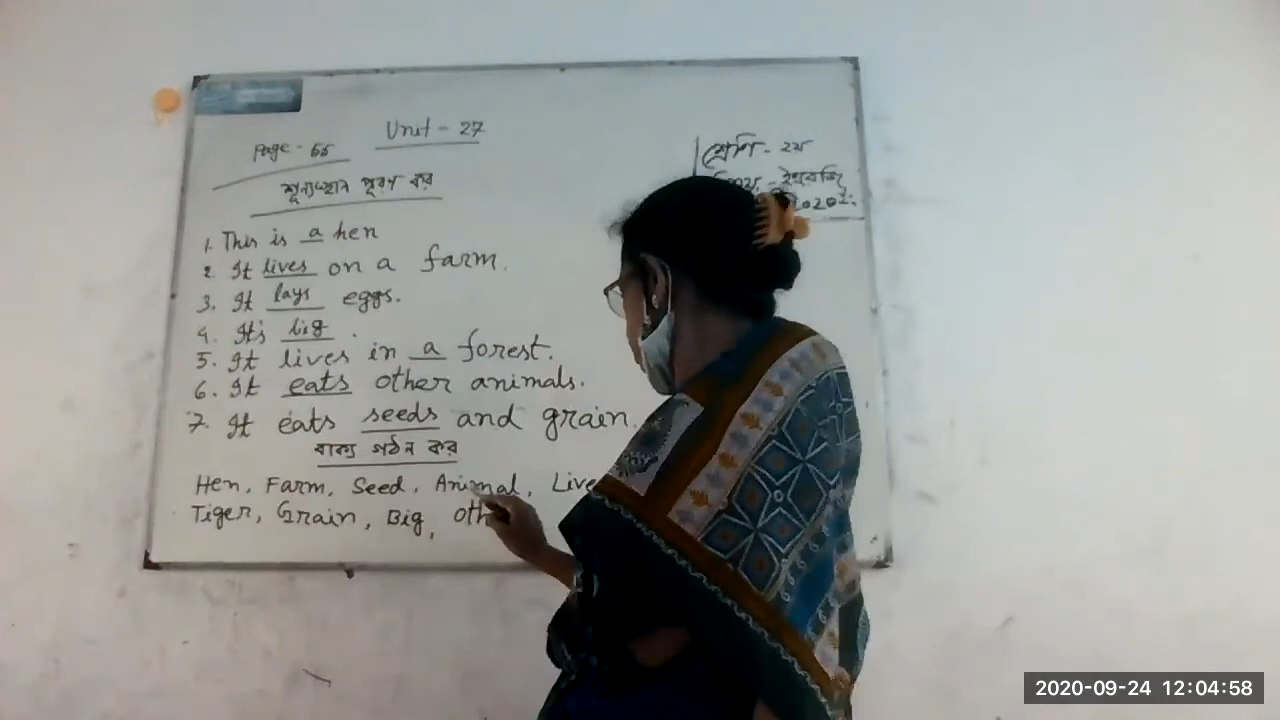 Unit - 27
Page - 66
শূন্যস্থান পূরণ কর
শ্রেণি - ২য়
বিষয় - ইংরেজি
1. This is a hen
2. It lives on a farm.
3. It lays eggs.
4. It's big.
5. It lives in a forest.
6. It eats other animals.
7. It eats seeds and grain.
বাক্য গঠন কর
Hen, Farm, Seed, Animal, Live
Tiger, Grain, Big, Oth
2020-09-24 12:04:58